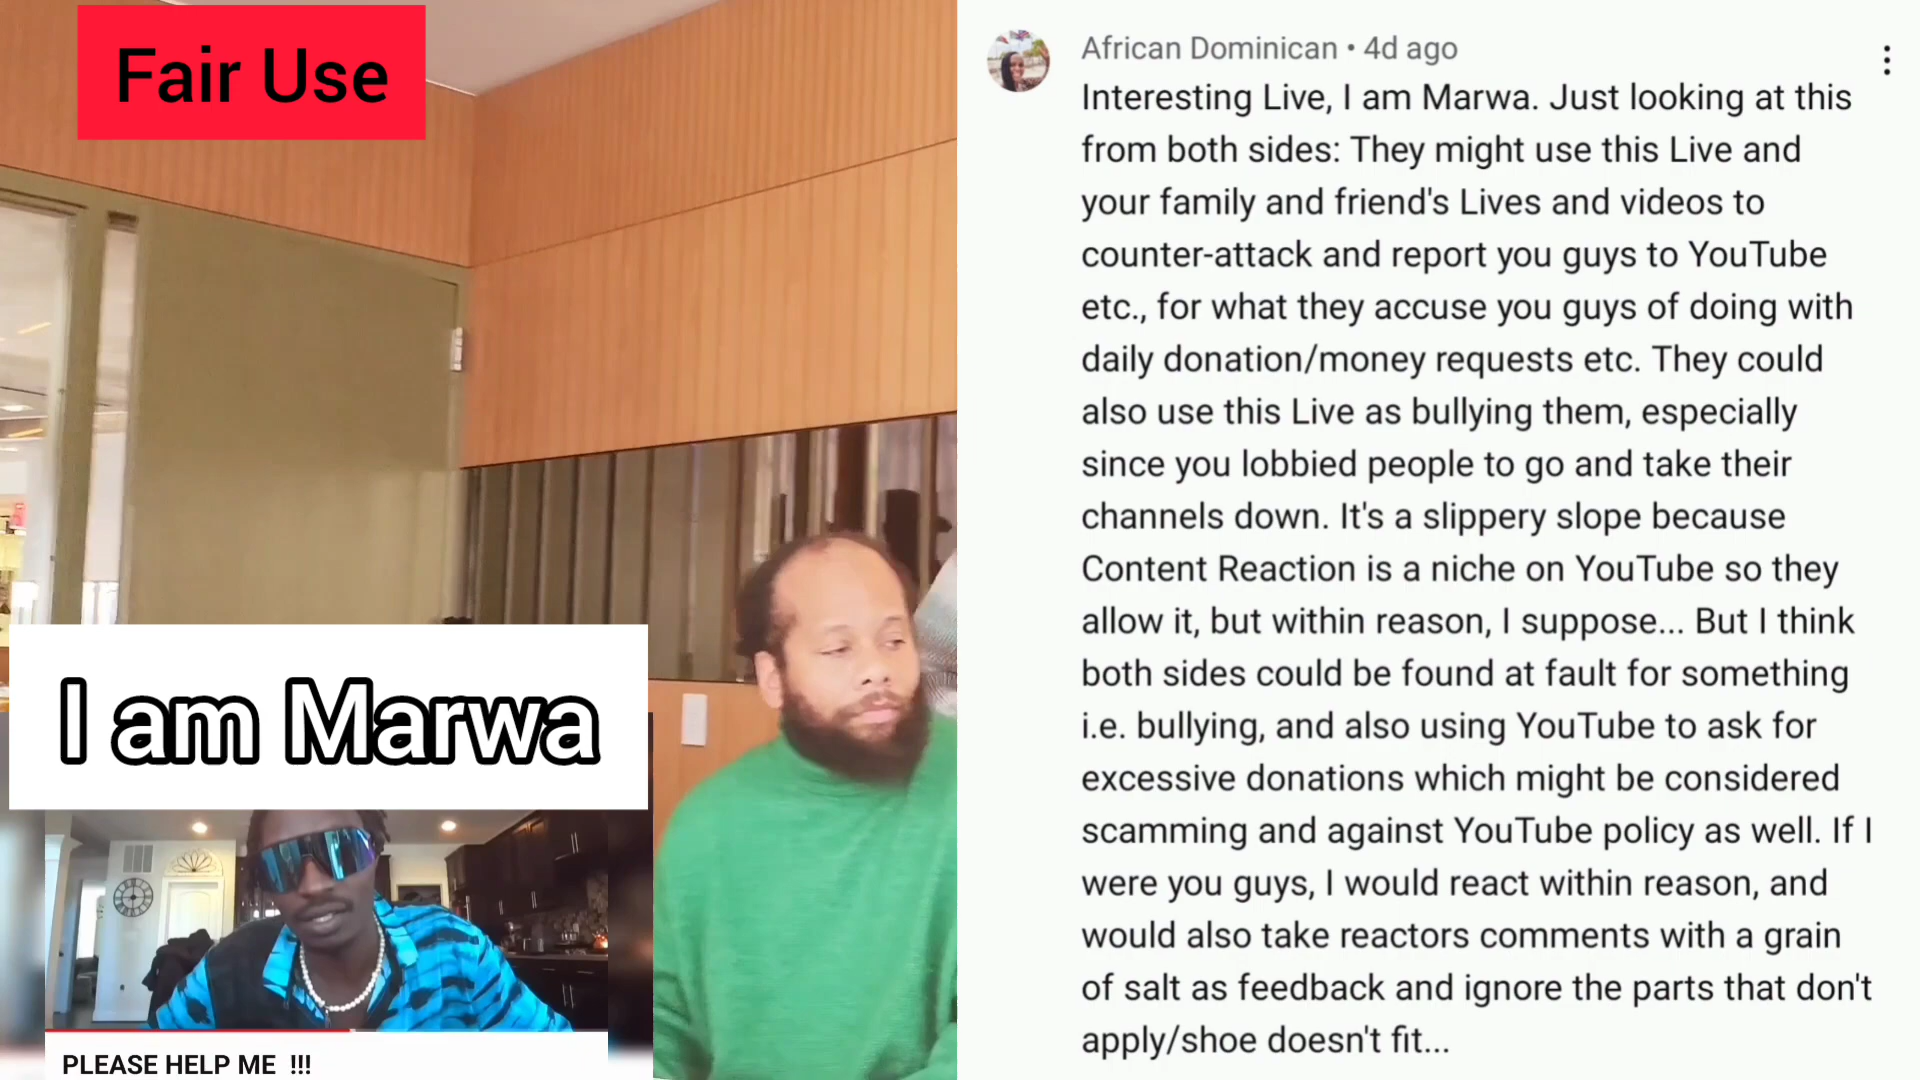 Fair Use
I am Marwa
PLEASE HELP ME !!!
African Dominican • 4d ago
Interesting Live, I am Marwa. Just looking at this
from both sides: They might use this Live and
your family and friend's Lives and videos to
counter-attack and report you guys to YouTube
etc., for what they accuse you guys of doing with
daily donation/money requests etc. They could
also use this Live as bullying them, especially
since you lobbied people to go and take their
channels down. It's a slippery slope because
Content Reaction is a niche on YouTube so they
allow it, but within reason, I suppose... But I think
both sides could be found at fault for something
i.e. bullying, and also using YouTube to ask for
excessive donations which might be considered
scamming and against YouTube policy as well. If I
were you guys, I would react within reason, and
would also take reactors comments with a grain
of salt as feedback and ignore the parts that don't
apply/shoe doesn't fit...